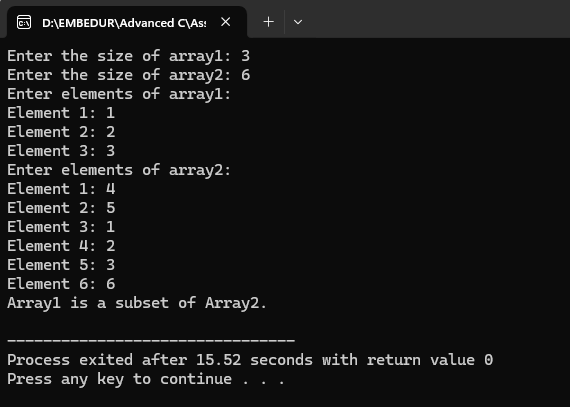 D:\EMBEDUR\Advanced C\As
Enter the size of array1: 3
Enter the size of array2: 6
Enter elements of array1:
Element 1: 1
Element 2: 2
Element 3: 3
Enter elements of array2:
Element 1: 4
Element 2: 5
Element 3: 1
Element 4: 2
Element 5: 3
Element 6: 6
Array1 is a subset of Array2.
--------------------------------
Process exited after 15.52 seconds with return value 0
Press any key to continue . . .